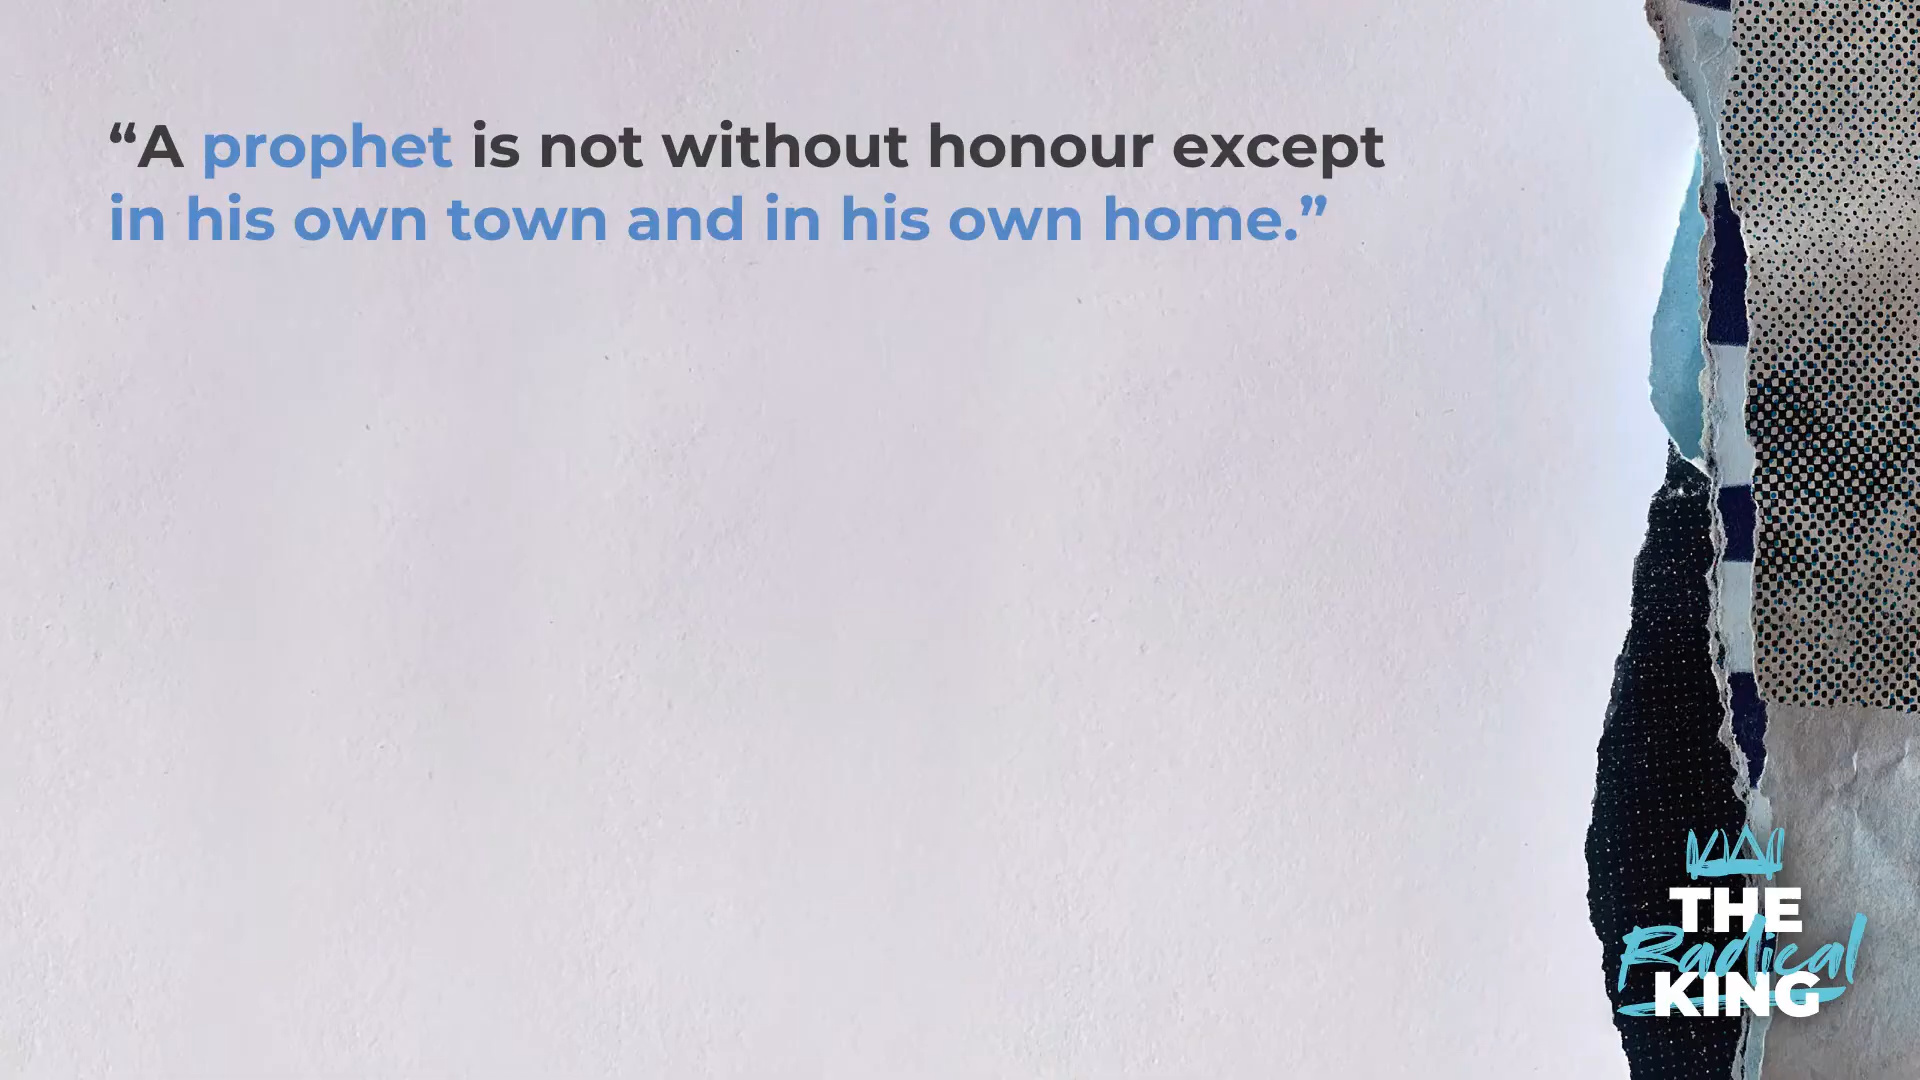 “A prophet is not without honour except
in his own town and in his own home.”
THE
Radical
KING